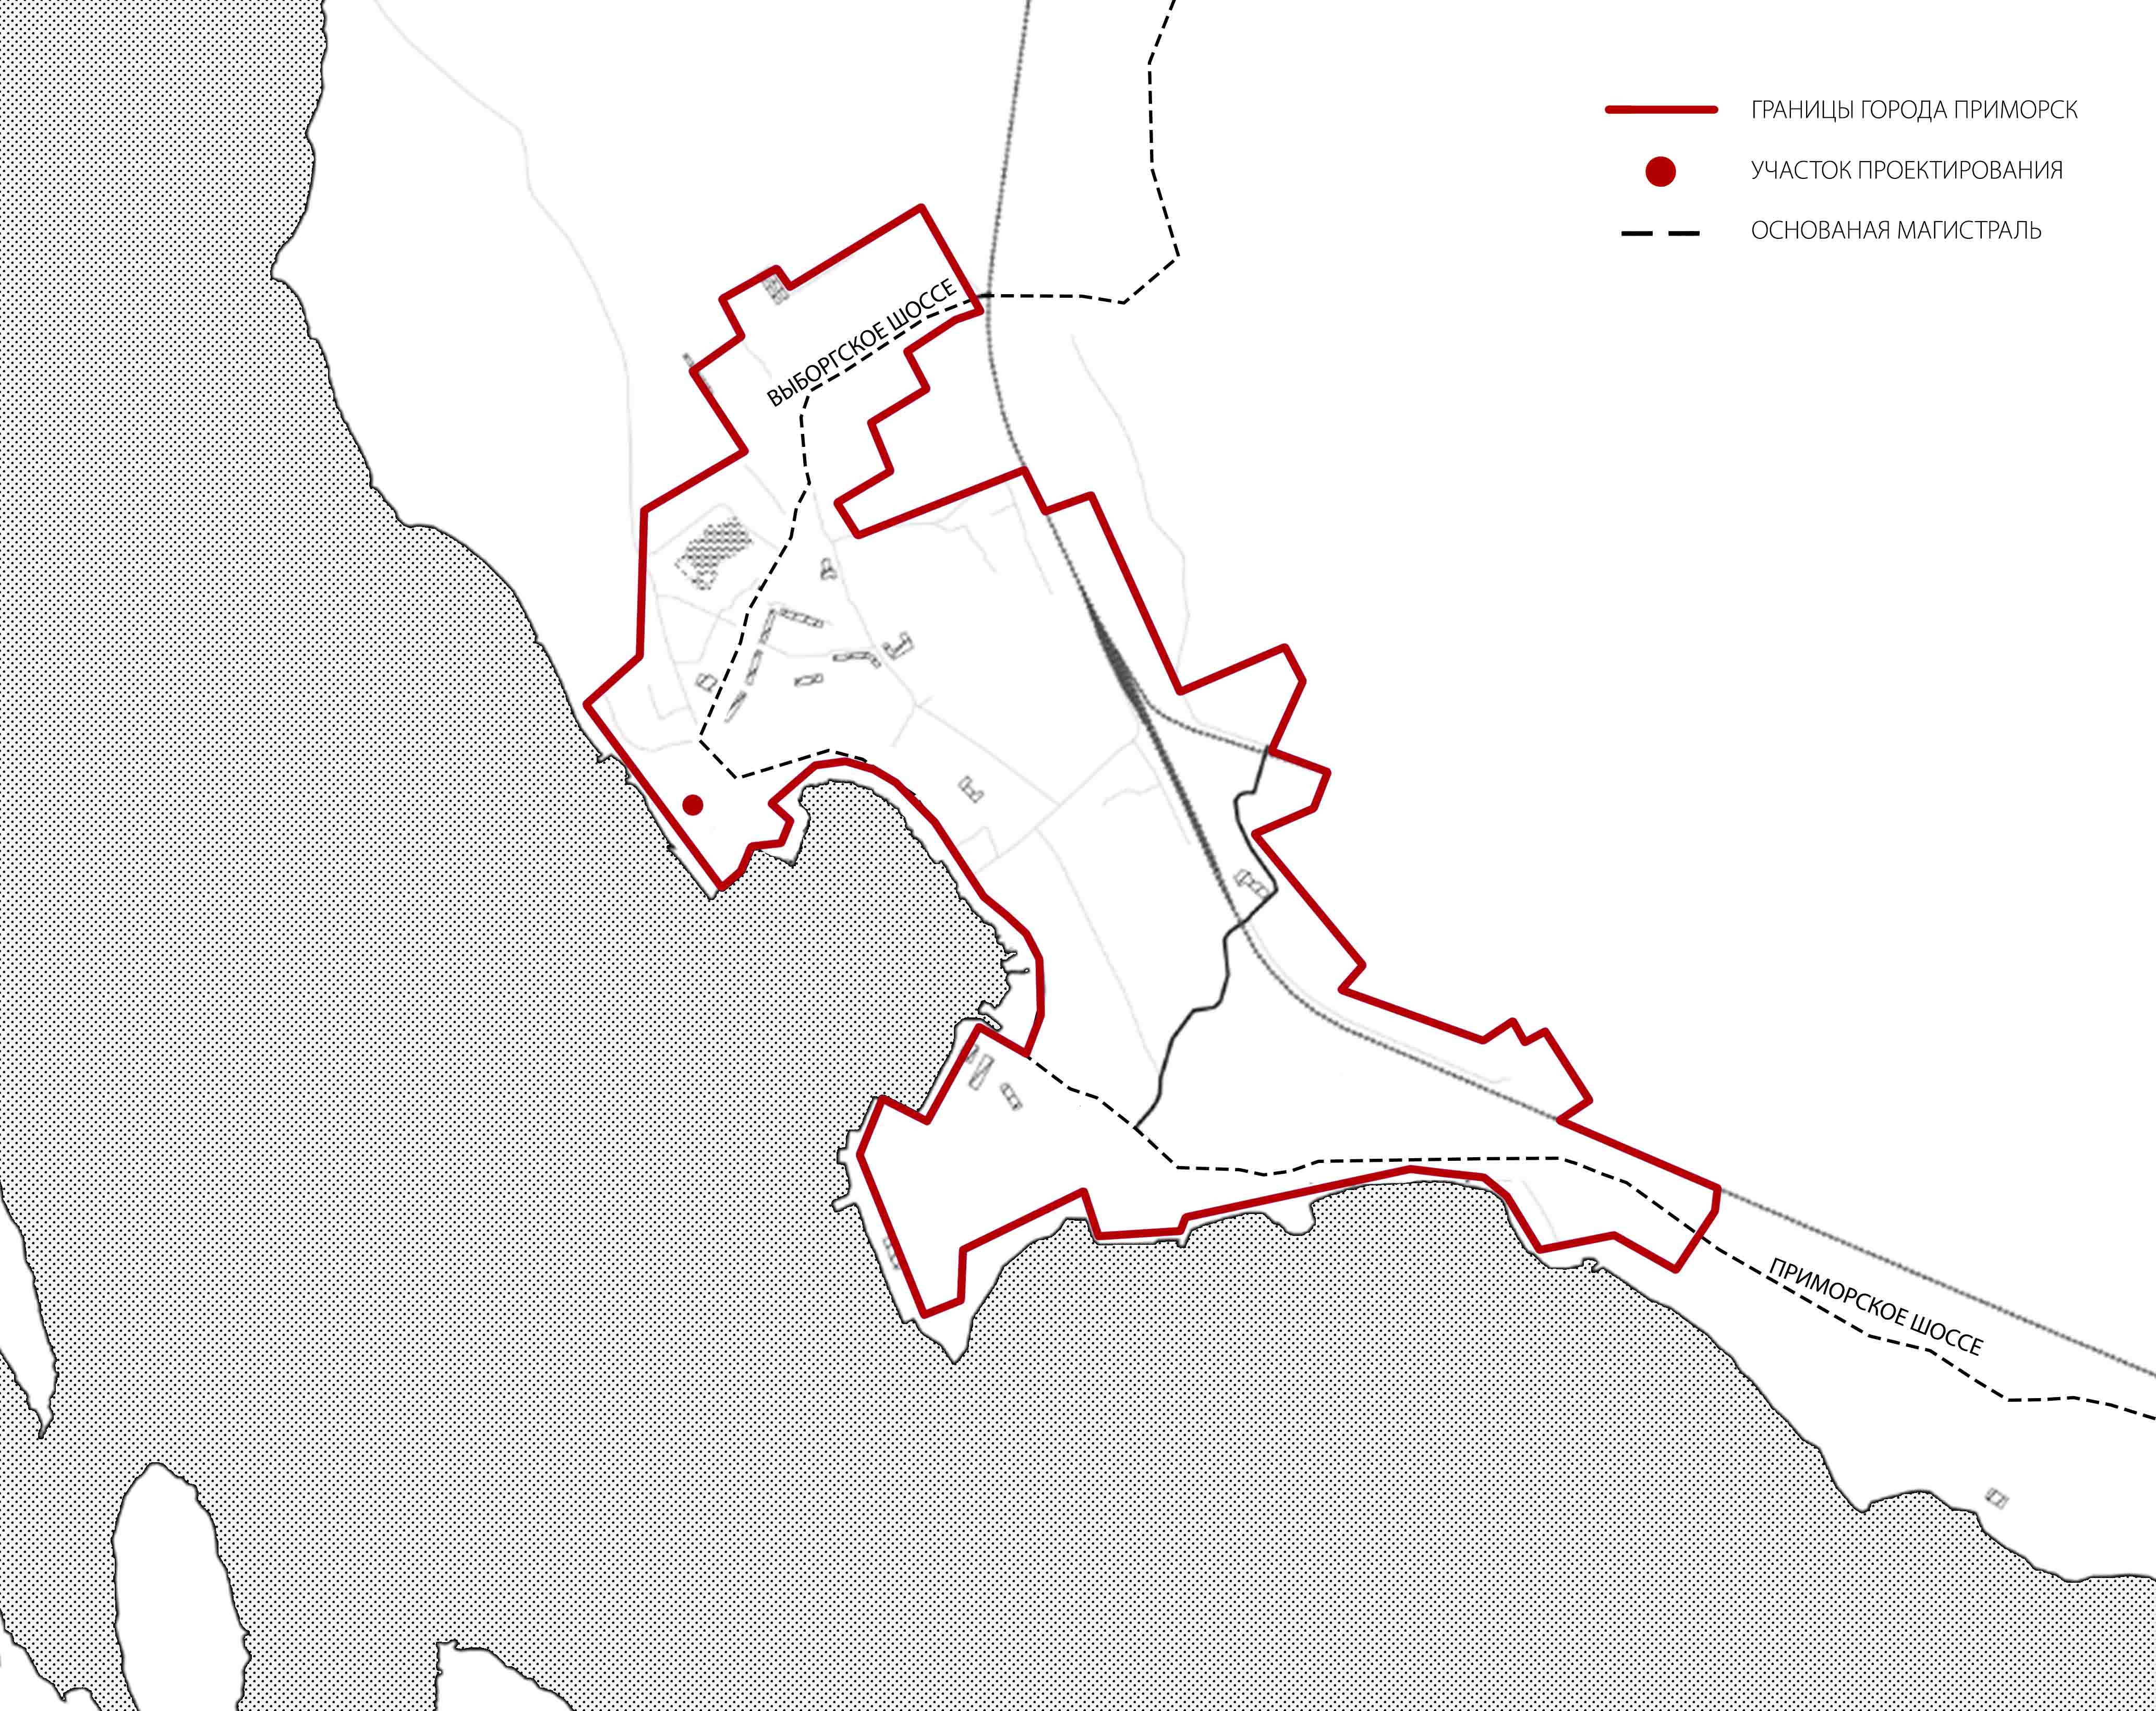 ГРАНИЦЫ ГОРОДА ПРИМОРСК
УЧАСТОК ПРОЕКТИРОВАНИЯ
ОСНОВАНАЯ МАГИСТРАЛЬ
ВЫБОРГСКОЕ ШОССЕ
ПРИМОРСКОЕ ШОССЕ